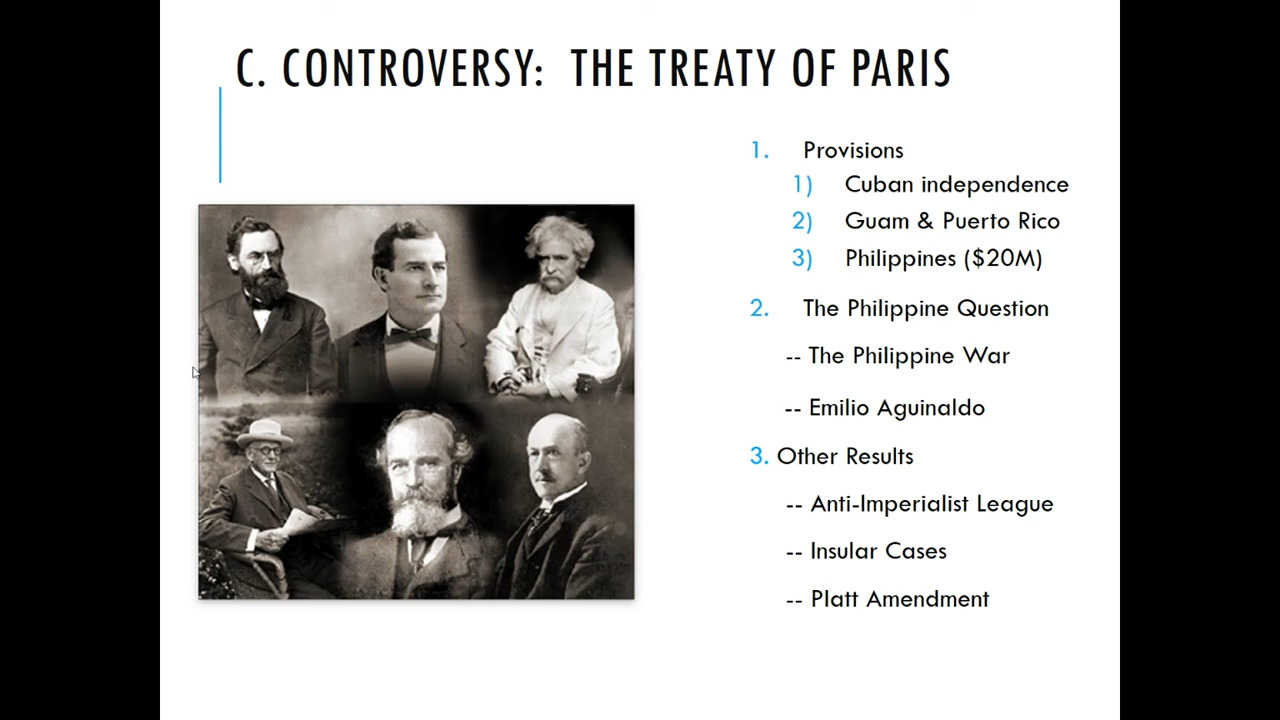 C. CONTROVERSY: THE TREATY OF PARIS
1. Provisions
1) Cuban independence
2) Guam & Puerto Rico
3) Philippines ($20M)
2. The Philippine Question
-- The Philippine War
-- Emilio Aguinaldo
3. Other Results
-- Anti-Imperialist League
-- Insular Cases
-- Platt Amendment